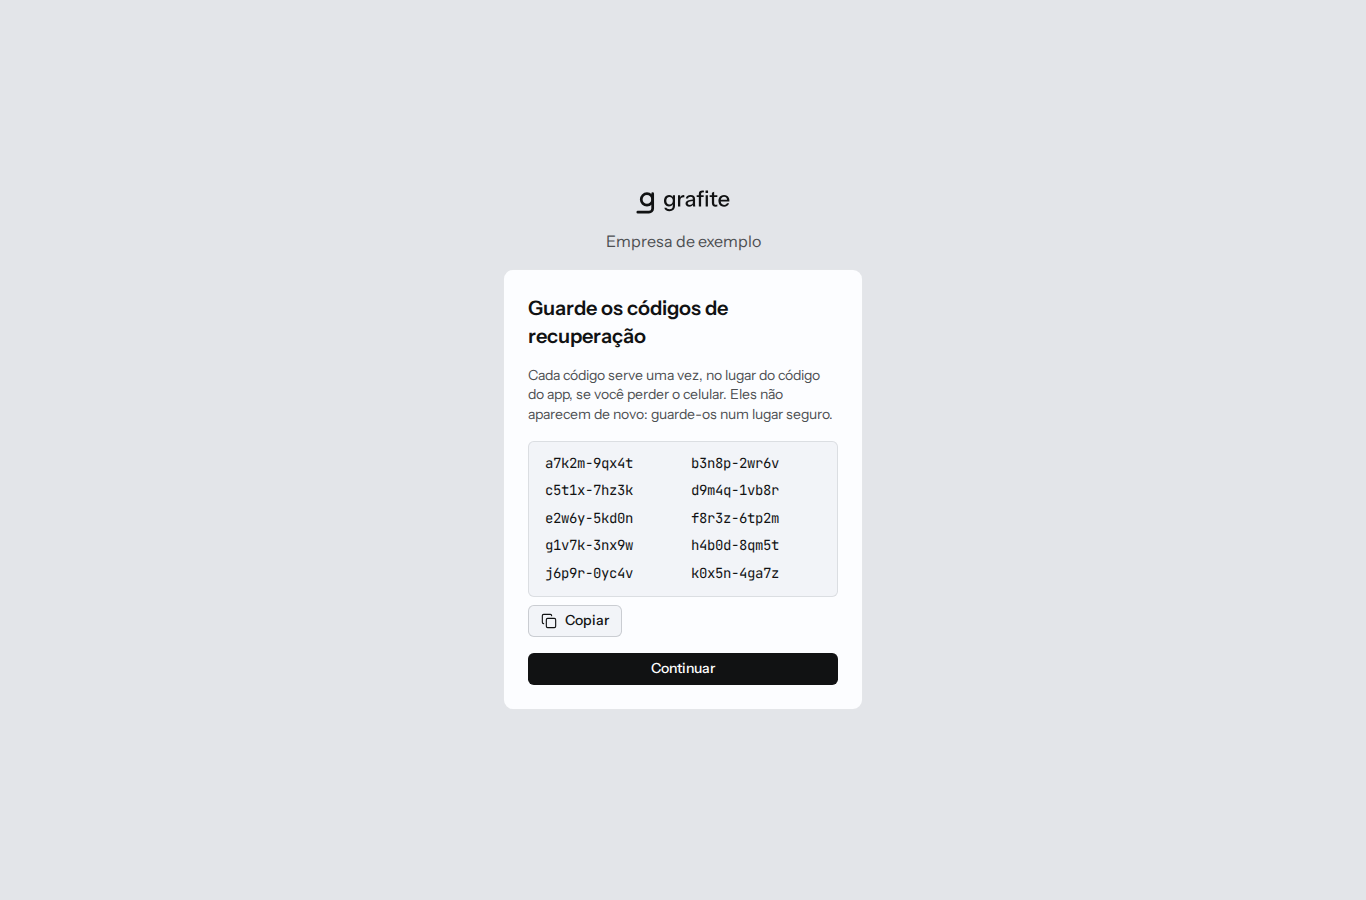 grafite
Empresa de exemplo
Guarde os códigos de
recuperação
Cada código serve uma vez, no lugar do código
do app, se você perder o celular. Eles não
aparecem de novo: guarde-os num lugar seguro.
a7k2m-9qx4t b3n8p-2wr6v
c5t1x-7hz3k d9m4q-1vb8r
e2w6y-5kd0n f8r3z-6tp2m
g1v7k-3nx9w h4b0d-8qm5t
j6p9r-0yc4v k0x5n-4ga7z
Copiar
Continuar